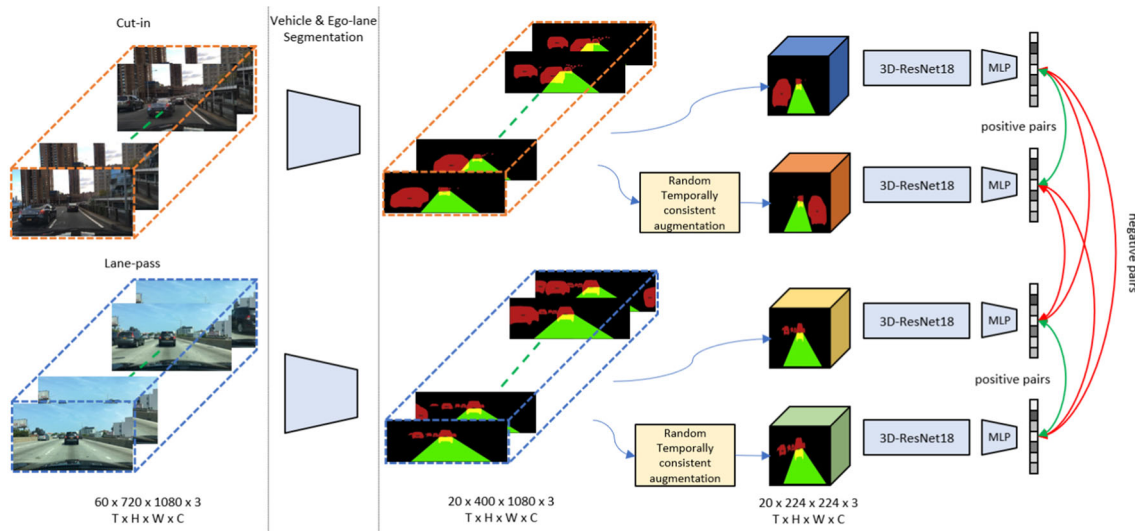 Cut-in
Vehicle & Ego-lane
Segmentation
3D-ResNet18
MLP
positive pairs
Random
Temporally
consistent
augmentation
3D-ResNet18
MLP
negative pairs
Lane-pass
3D-ResNet18
MLP
positive pairs
Random
Temporally
consistent
augmentation
3D-ResNet18
MLP
60 x 720 x 1080 x 3
T x H x W x C
20 x 400 x 1080 x 3
T x H x W x C
20 x 224 x 224 x 3
T x H x W x C